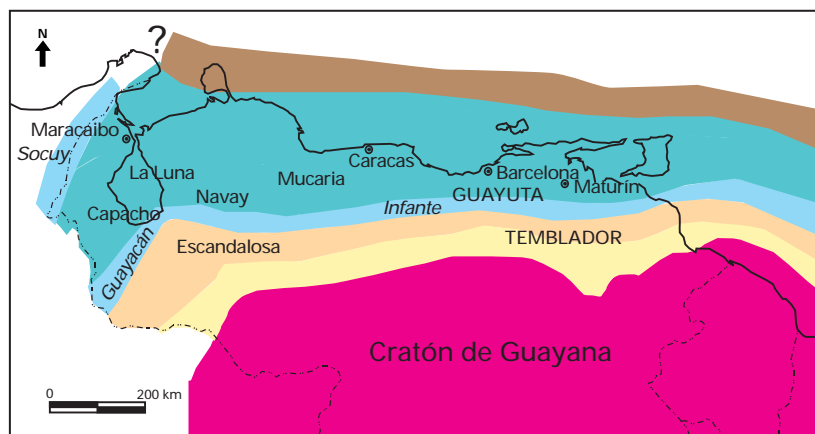 N
?
Maracaibo
Socuy
La Luna
Caracas
Barcelona
Mucaria
Maturín
Navay
GUAYUTA
Capacho
Infante
Guayacán
Escandalosa
TEMBLADOR
Cratón de Guayana
0 200 km